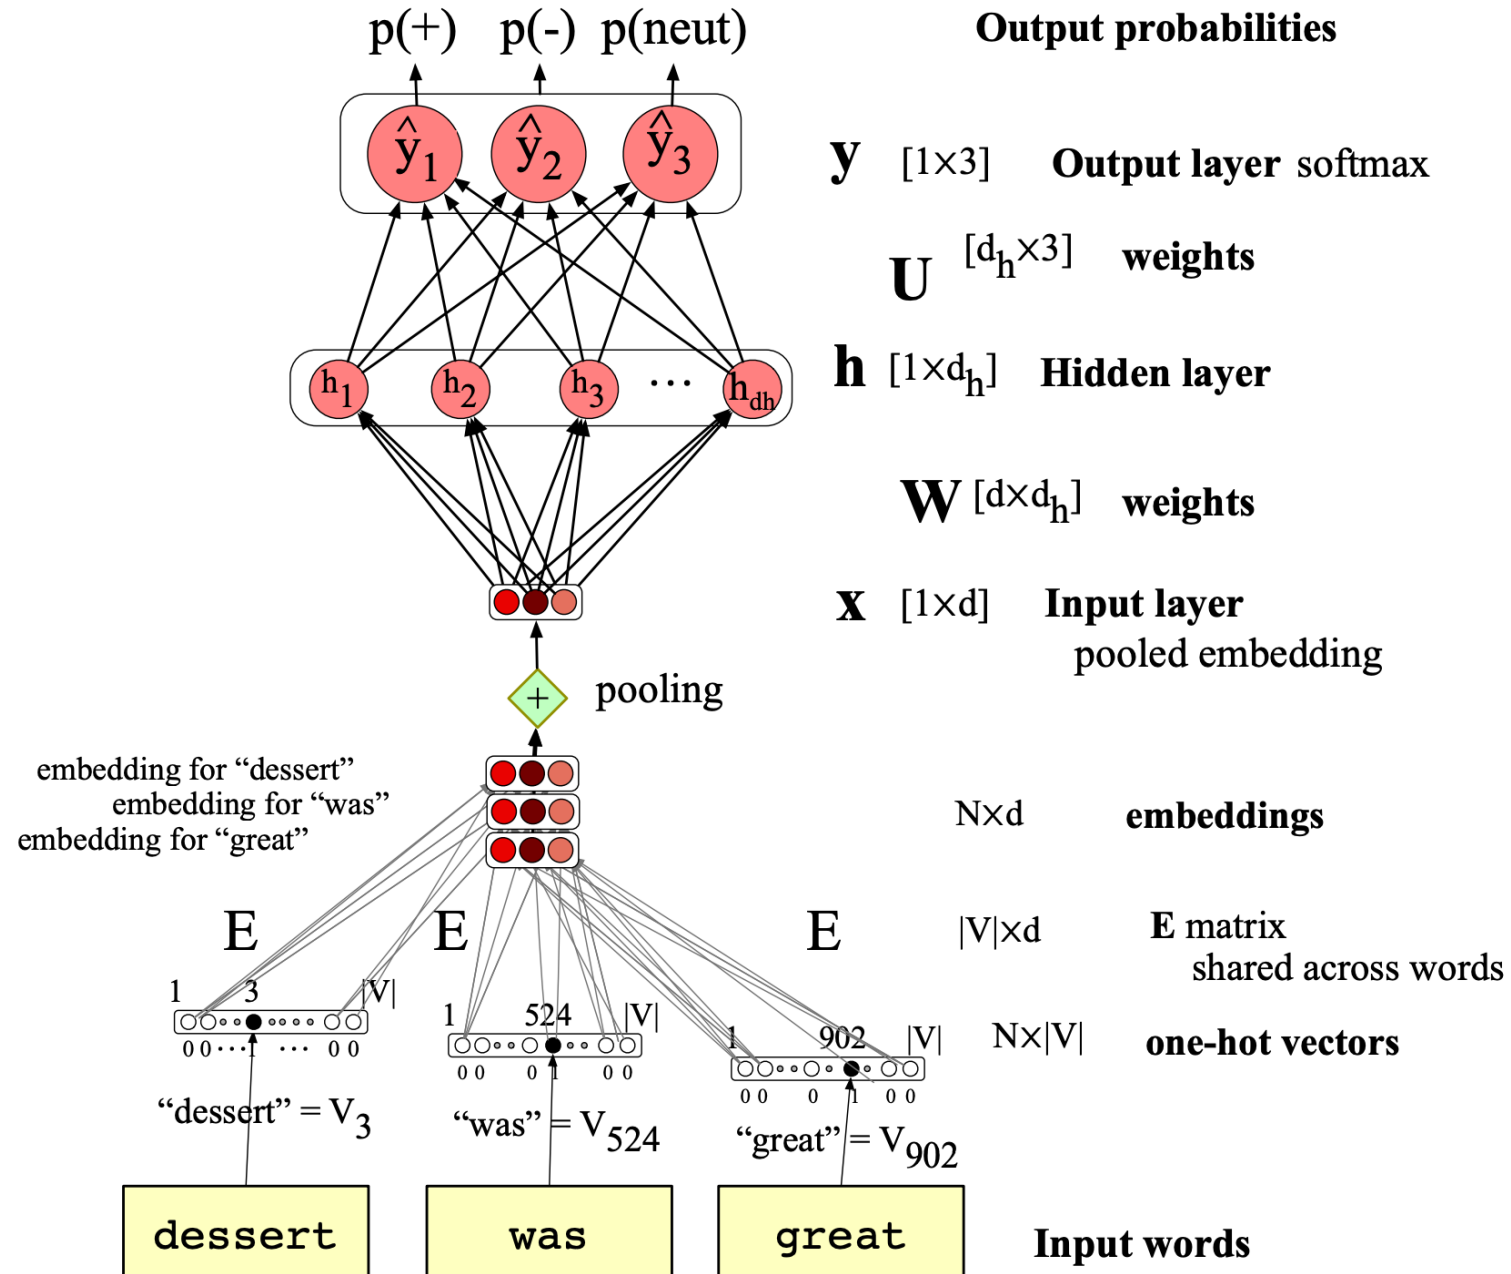 p(+) p(-) p(neut) Output probabilities
ŷ1 ŷ2 ŷ3 y [1×3] Output layer softmax
U [dh×3] weights
h1 h2 h3 ··· hdh h [1×dh] Hidden layer
W [d×dh] weights
x [1×d] Input layer
pooled embedding
+ pooling
embedding for “dessert”
embedding for “was”
embedding for “great”
N×d embeddings
E E E |V|×d E matrix
shared across words
1 3 |V|
1 524 |V|
1 902 |V|
N×|V| one-hot vectors
0 0 ··· 1 ··· 0 0
0 0 0 1 0 0
0 0 0 1 0 0
“dessert” = V3
“was” = V524
“great” = V902
dessert was great Input words